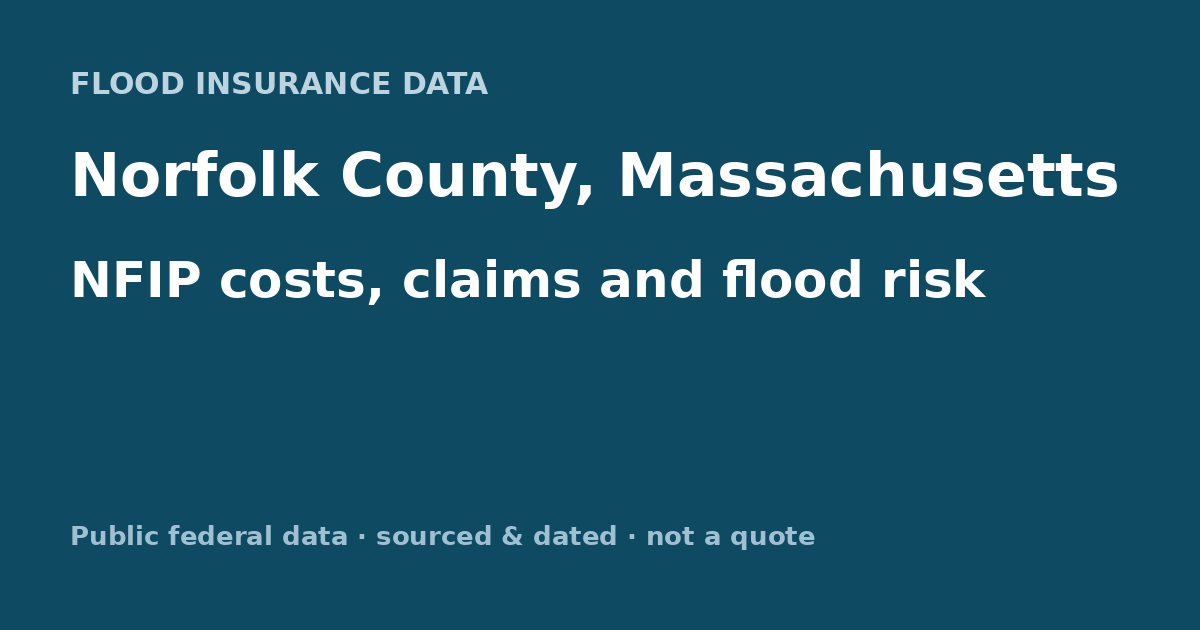 FLOOD INSURANCE DATA
Norfolk County, Massachusetts
NFIP costs, claims and flood risk
Public federal data · sourced & dated · not a quote